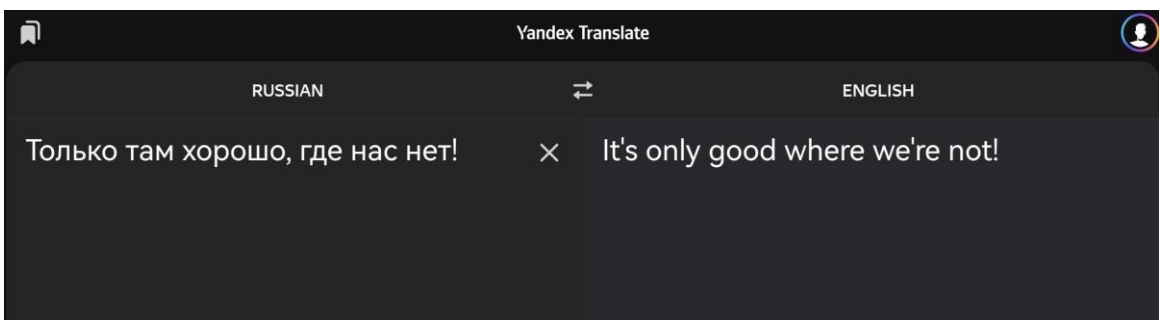 Yandex Translate
RUSSIAN
ENGLISH
Только там хорошо, где нас нет!
It's only good where we're not!